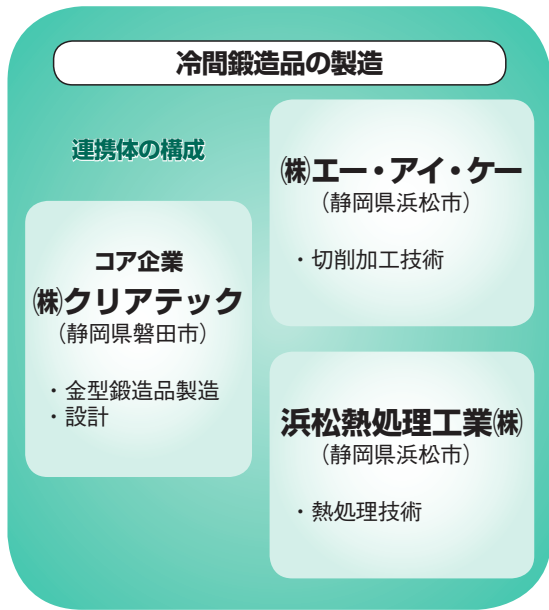 冷間鍛造品の製造
連携体の構成
コア企業
㈱クリアテック
（静岡県磐田市）
・金型鍛造品製造
・設計
㈱エー・アイ・ケー
（静岡県浜松市）
・切削加工技術
浜松熱処理工業㈱
（静岡県浜松市）
・熱処理技術